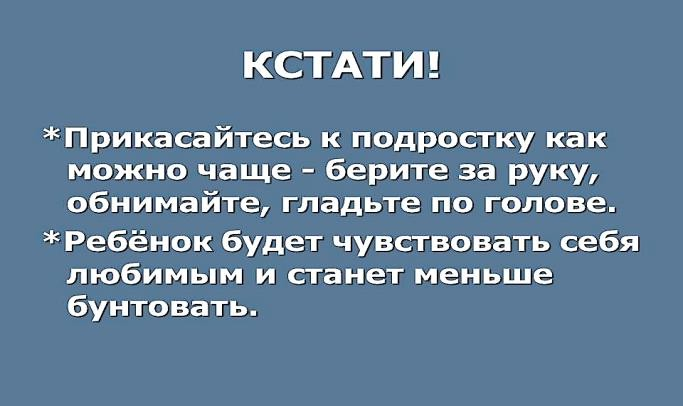 КСТАТИ!
*Прикасайтесь к подростку как
можно чаще - берите за руку,
обнимайте, гладьте по голове.
*Ребёнок будет чувствовать себя
любимым и станет меньше
бунтовать.